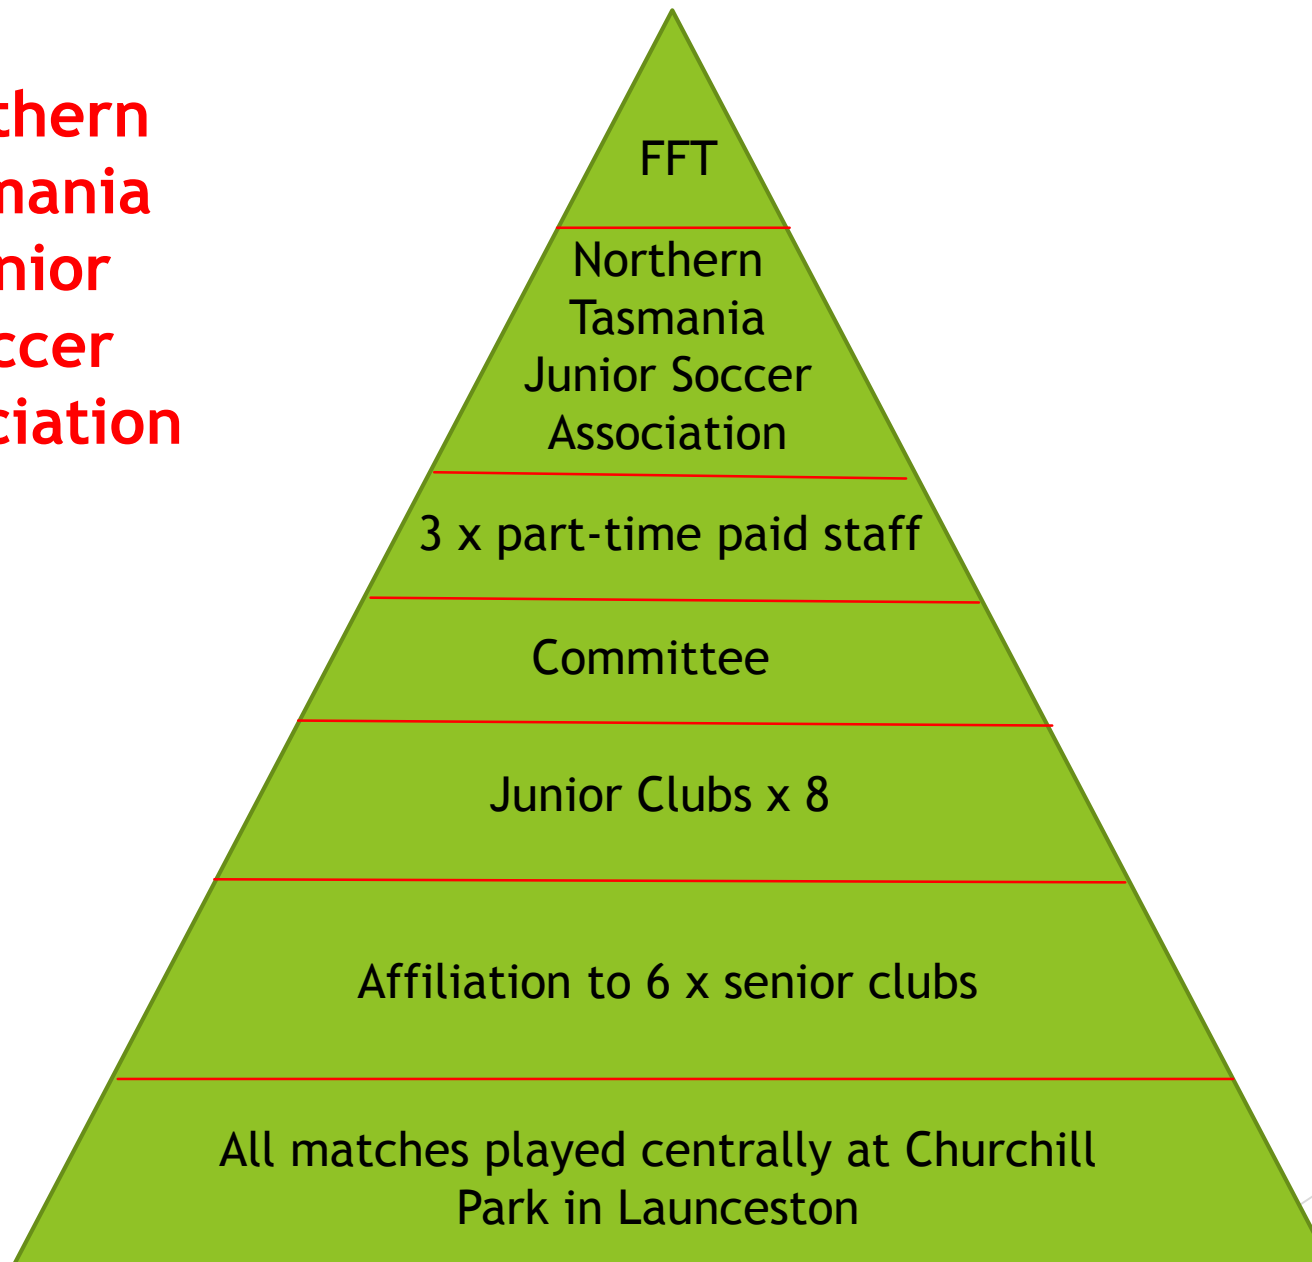 thern
mania
nior
ccer
ciation
FFT
Northern
Tasmania
Junior Soccer
Association
3 x part-time paid staff
Committee
Junior Clubs x 8
Affiliation to 6 x senior clubs
All matches played centrally at Churchill
Park in Launceston